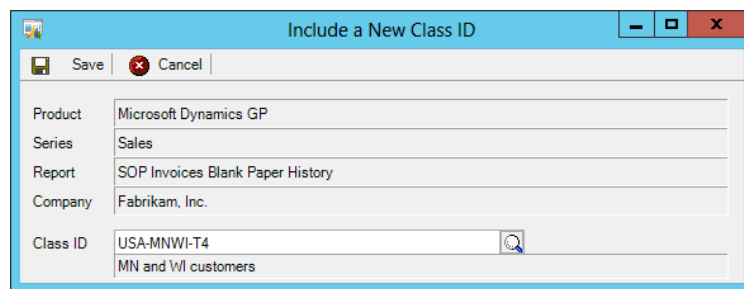 Include a New Class ID
Save Cancel
Product Microsoft Dynamics GP
Series Sales
Report SOP Invoices Blank Paper History
Company Fabrikam, Inc.
Class ID USA-MNWI-T4
MN and WI customers